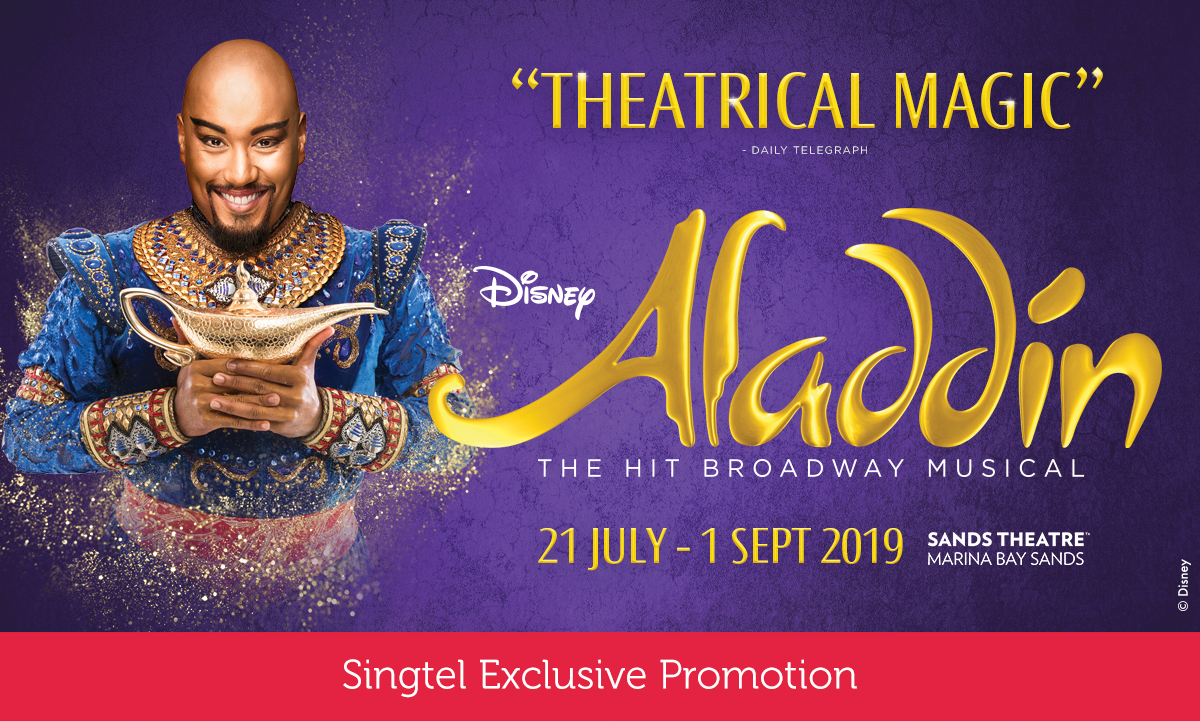 “THEATRICAL MAGIC”
- DAILY TELEGRAPH
DISNEY
Aladdin
THE HIT BROADWAY MUSICAL
21 JULY - 1 SEPT 2019
SANDS THEATRE™
MARINA BAY SANDS
© Disney
Singtel Exclusive Promotion